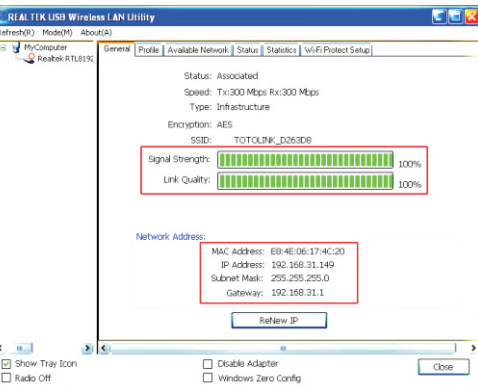 REALTEK USB Wireless LAN Utility
Refresh(R) Mode(M) About(A)
MyComputer
Realtek RTL8192
General Profile Available Network Status Statistics Wi-Fi Protect Setup
Status: Associated
Speed: Tx:300 Mbps Rx:300 Mbps
Type: Infrastructure
Encryption: AES
SSID: TOTOLINK_D263D8
Signal Strength: 100%
Link Quality: 100%
Network Address:
MAC Address: E8:4E:06:17:4C:20
IP Address: 192.168.31.149
Subnet Mask: 255.255.255.0
Gateway: 192.168.31.1
ReNew IP
Show Tray Icon
Radio Off
Disable Adapter
Windows Zero Config
Close